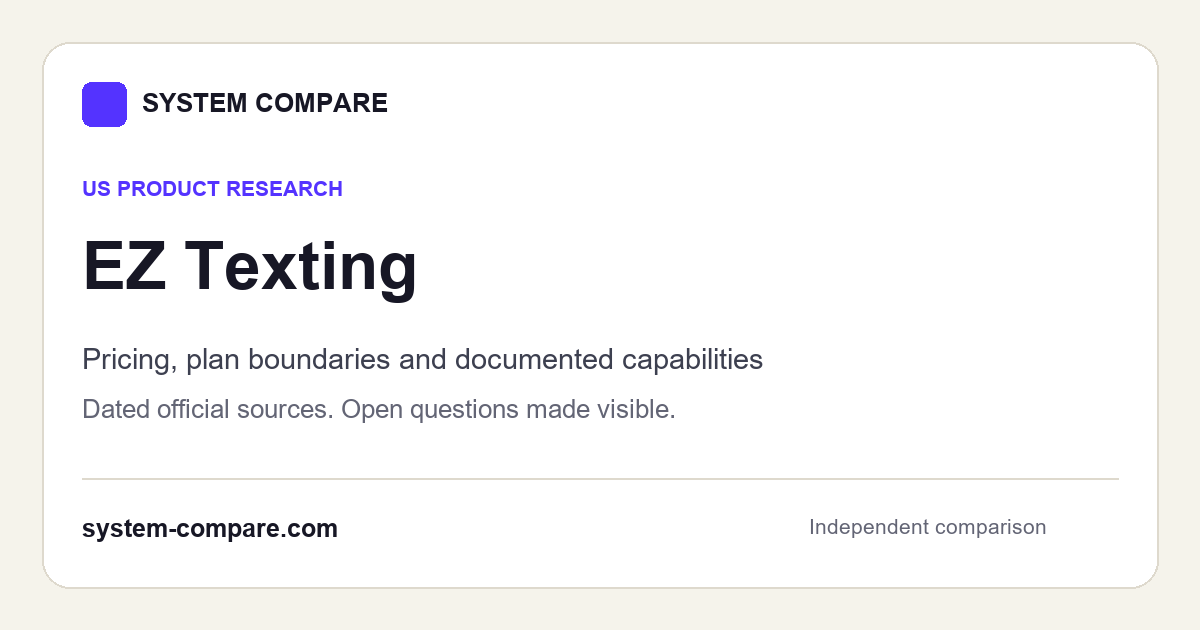 SYSTEM COMPARE
US PRODUCT RESEARCH
EZ Texting
Pricing, plan boundaries and documented capabilities
Dated official sources. Open questions made visible.
system-compare.com
Independent comparison